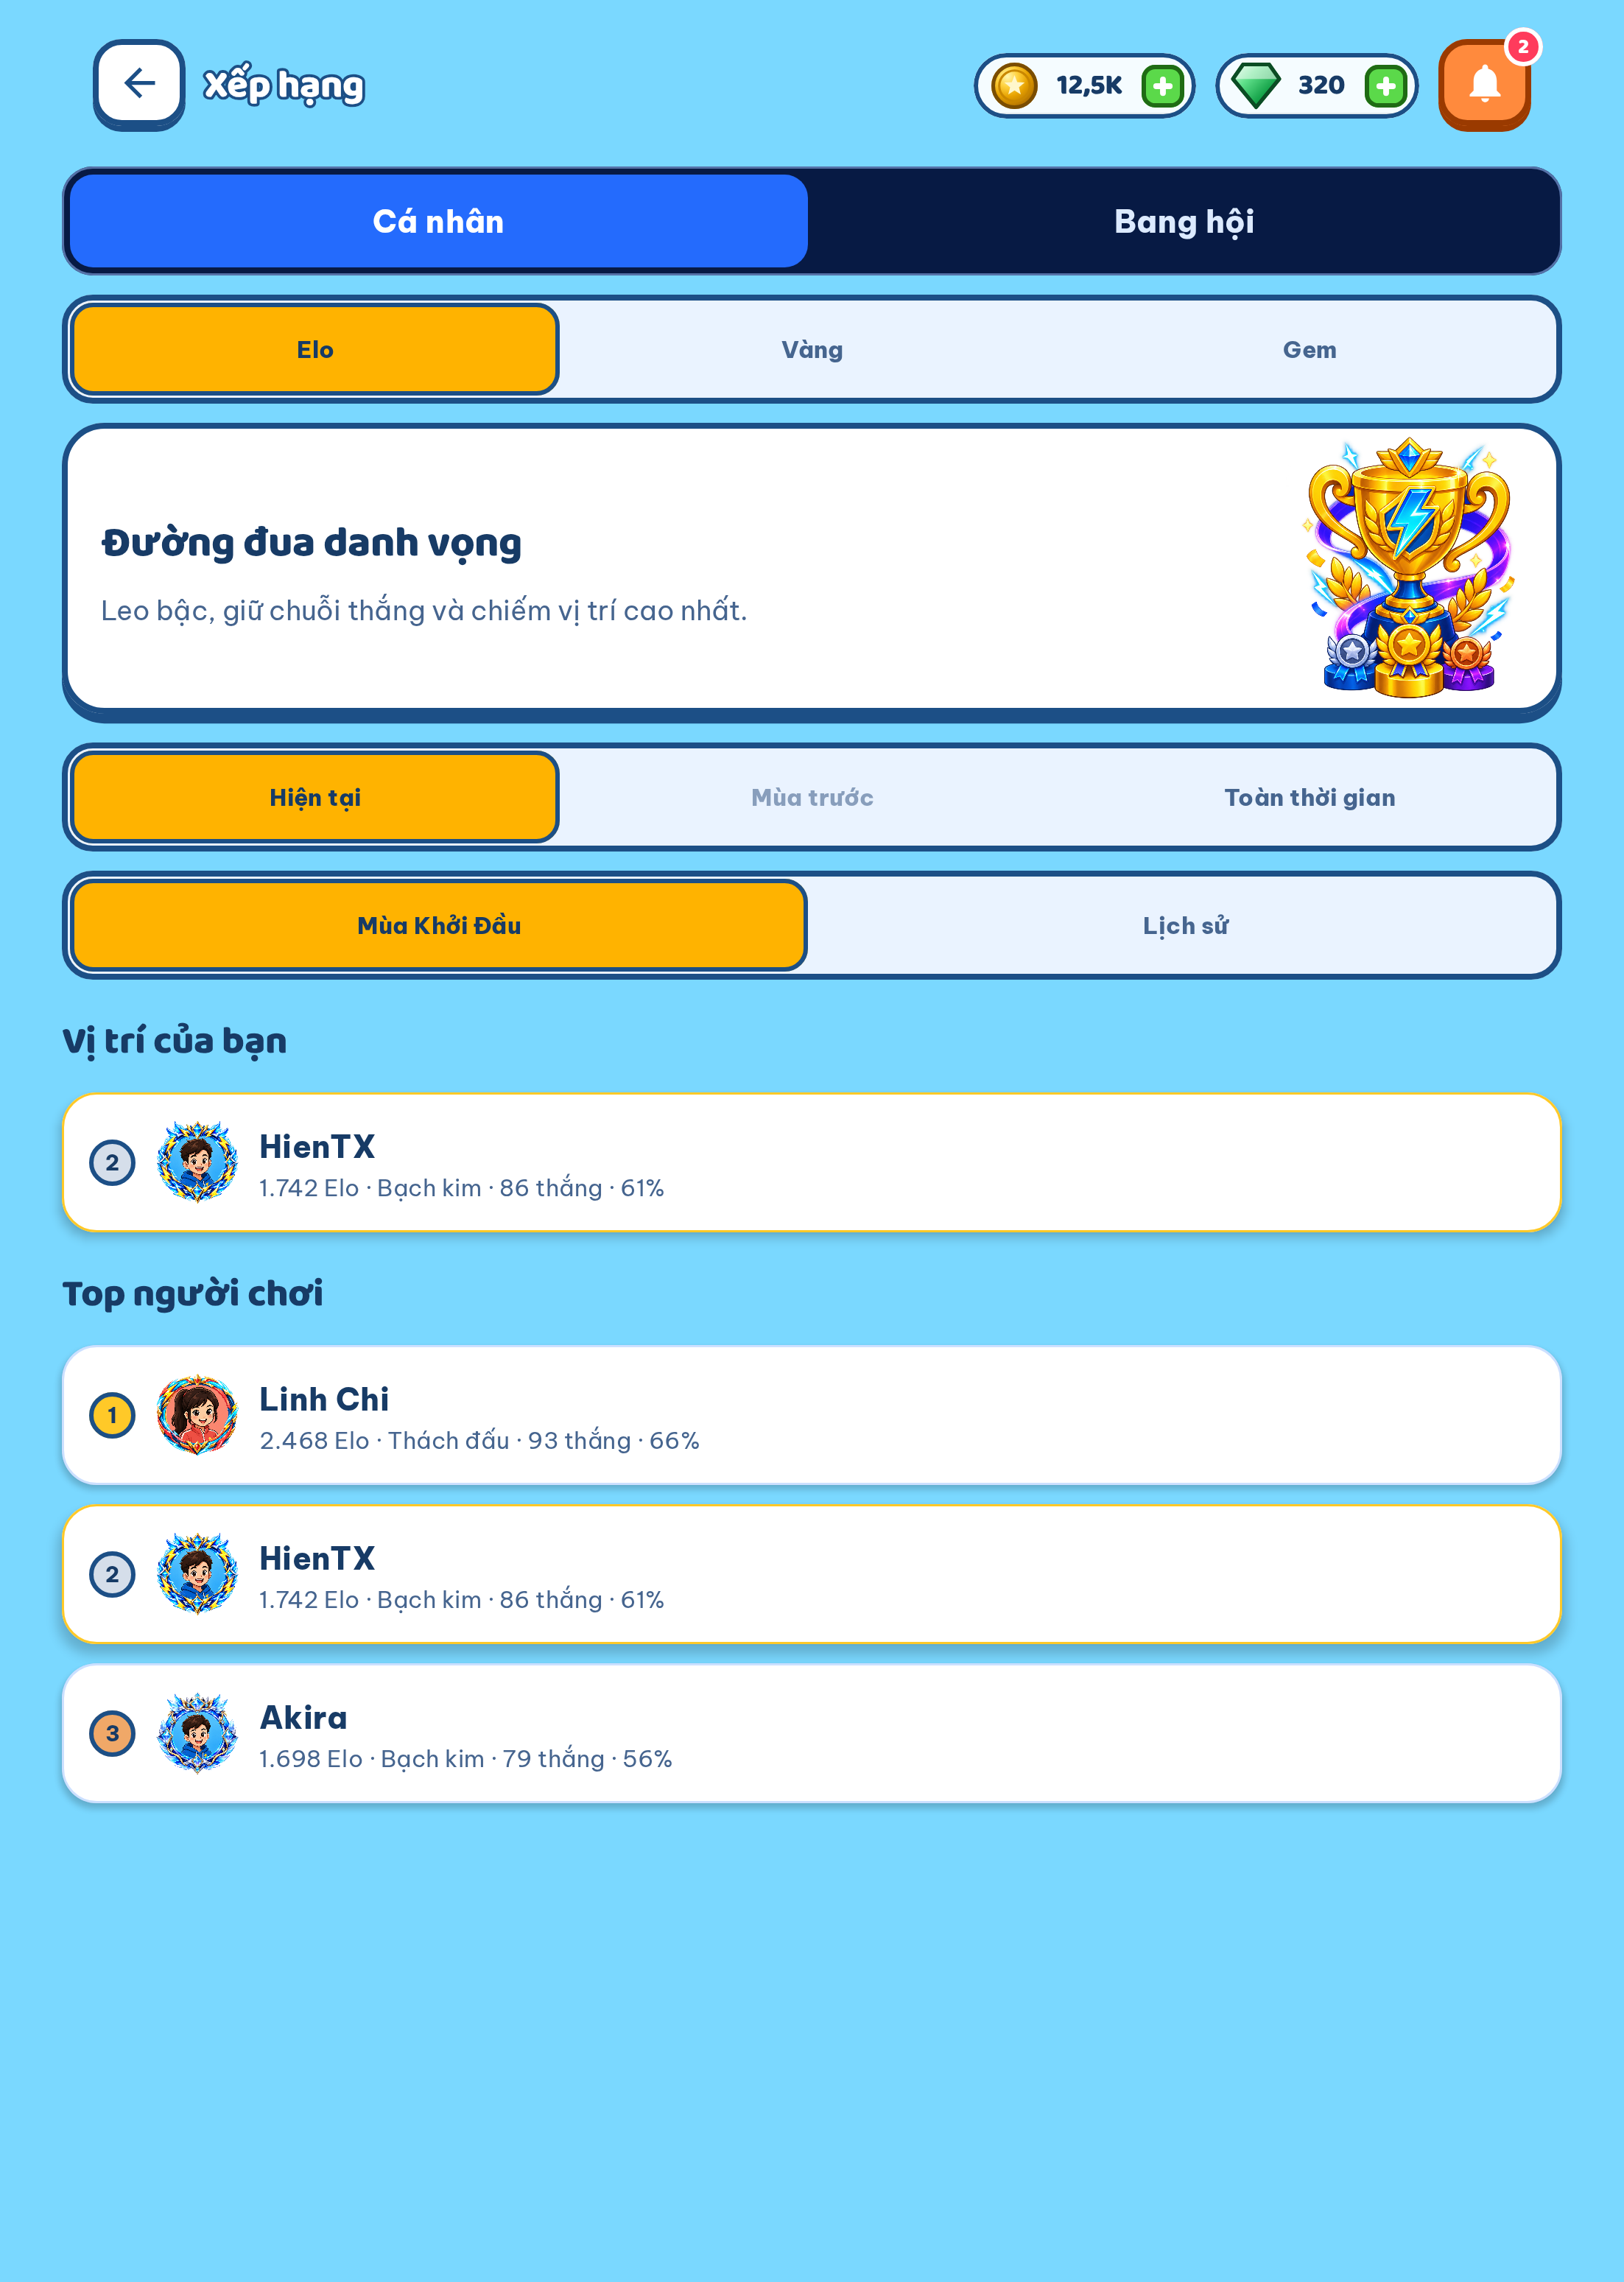 Xếp hạng
12,5K
320
2
Cá nhân
Bang hội
Elo
Vàng
Gem
Đường đua danh vọng
Leo bậc, giữ chuỗi thắng và chiếm vị trí cao nhất.
Hiện tại
Mùa trước
Toàn thời gian
Mùa Khởi Đầu
Lịch sử
Vị trí của bạn
2
HienTX
1.742 Elo · Bạch kim · 86 thắng · 61%
Top người chơi
1
Linh Chi
2.468 Elo · Thách đấu · 93 thắng · 66%
2
HienTX
1.742 Elo · Bạch kim · 86 thắng · 61%
3
Akira
1.698 Elo · Bạch kim · 79 thắng · 56%